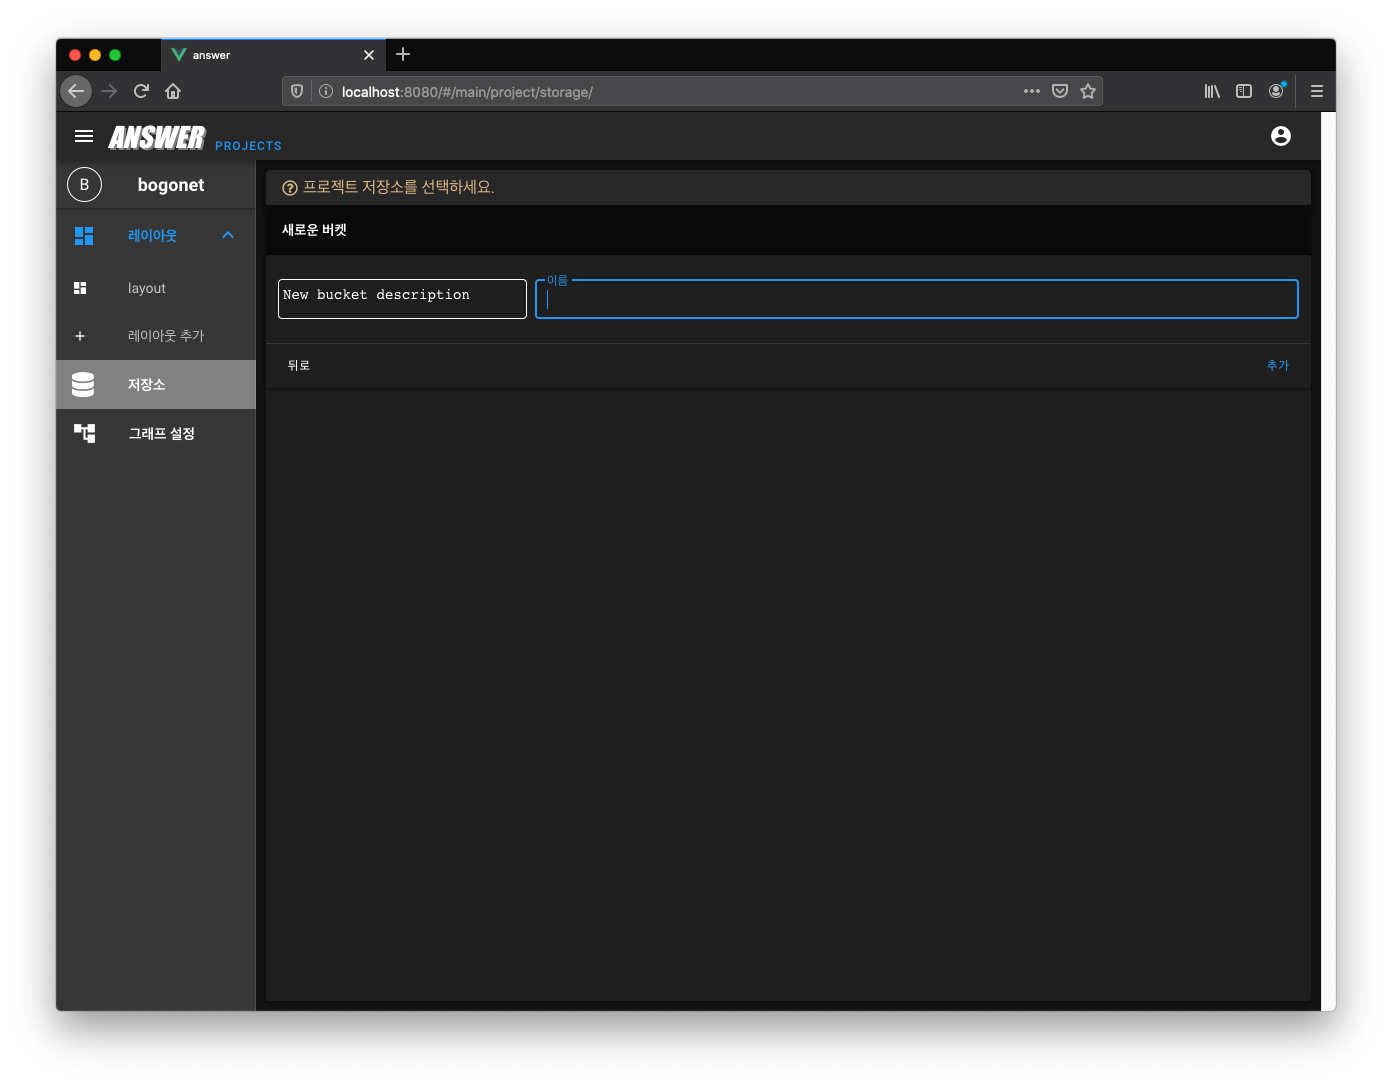 answer
localhost:8080/#/main/project/storage/
ANSWER PROJECTS
B bogonet
레이아웃
layout
레이아웃 추가
저장소
그래프 설정
프로젝트 저장소를 선택하세요.
새로운 버켓
이름
New bucket description
뒤로 추가